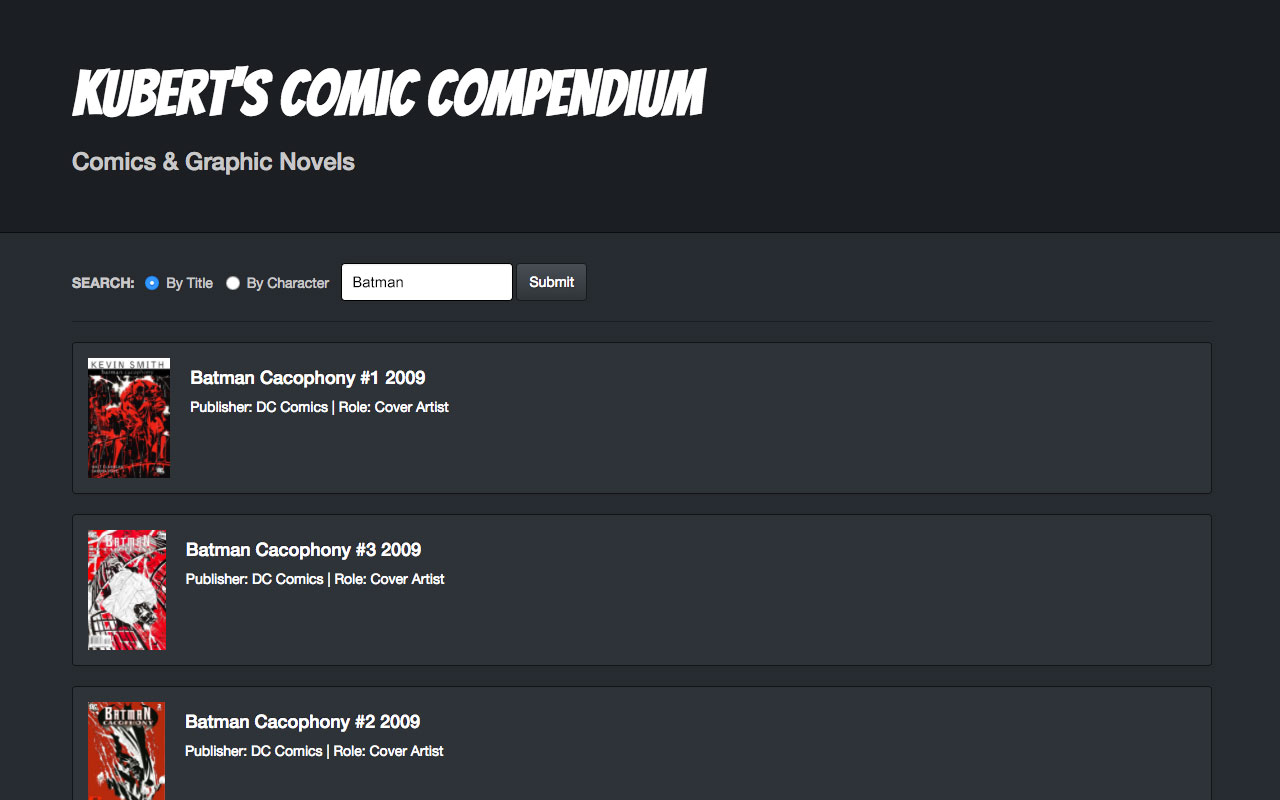 KUBERT'S COMIC COMPENDIUM
Comics & Graphic Novels
SEARCH: By Title By Character Batman Submit
KEVIN SMITH
Batman Cacophony #1 2009
Publisher: DC Comics | Role: Cover Artist
BATMAN
Batman Cacophony #3 2009
Publisher: DC Comics | Role: Cover Artist
BATMAN
CACOPHONY
Batman Cacophony #2 2009
Publisher: DC Comics | Role: Cover Artist